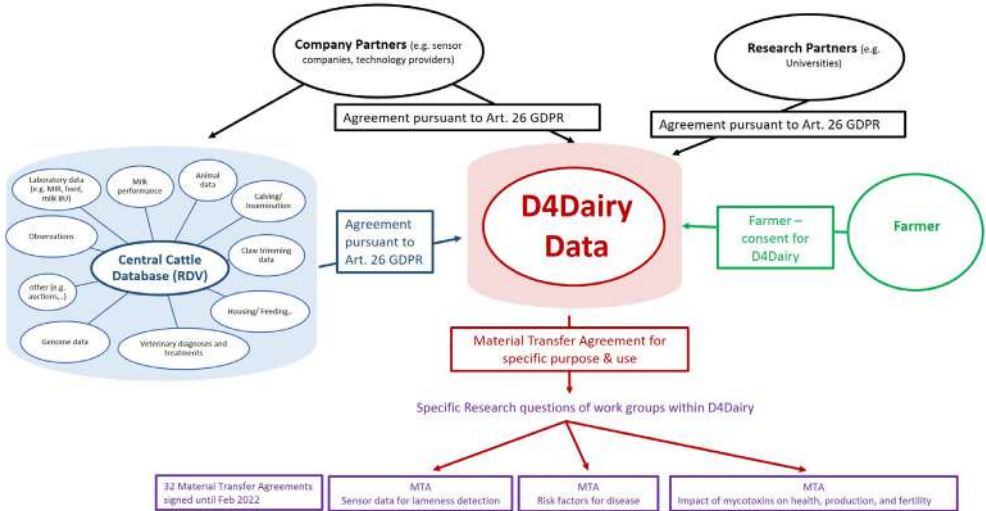 Company Partners (e.g. sensor
companies, technology providers)
Research Partners (e.g.
Universities)
Agreement pursuant to Art. 26 GDPR
Agreement pursuant to Art. 26 GDPR
Laboratory data
(e.g. MIR, feed,
milk BU)
Milk
performance
Animal
data
Calving/
Insemination
Observations
Claw trimming
data
Central Cattle
Database (RDV)
other (e.g.
auctions,..)
Housing/ Feeding,..
Genome data
Veterinary diagnoses and
treatments
Agreement
pursuant to
Art. 26 GDPR
D4Dairy
Data
Farmer –
consent for
D4Dairy
Farmer
Material Transfer Agreement for
specific purpose & use
Specific Research questions of work groups within D4Dairy
32 Material Transfer Agreements
signed until Feb 2022
MTA
Sensor data for lameness detection
MTA
Risk factors for disease
MTA
Impact of mycotoxins on health, production, and fertility